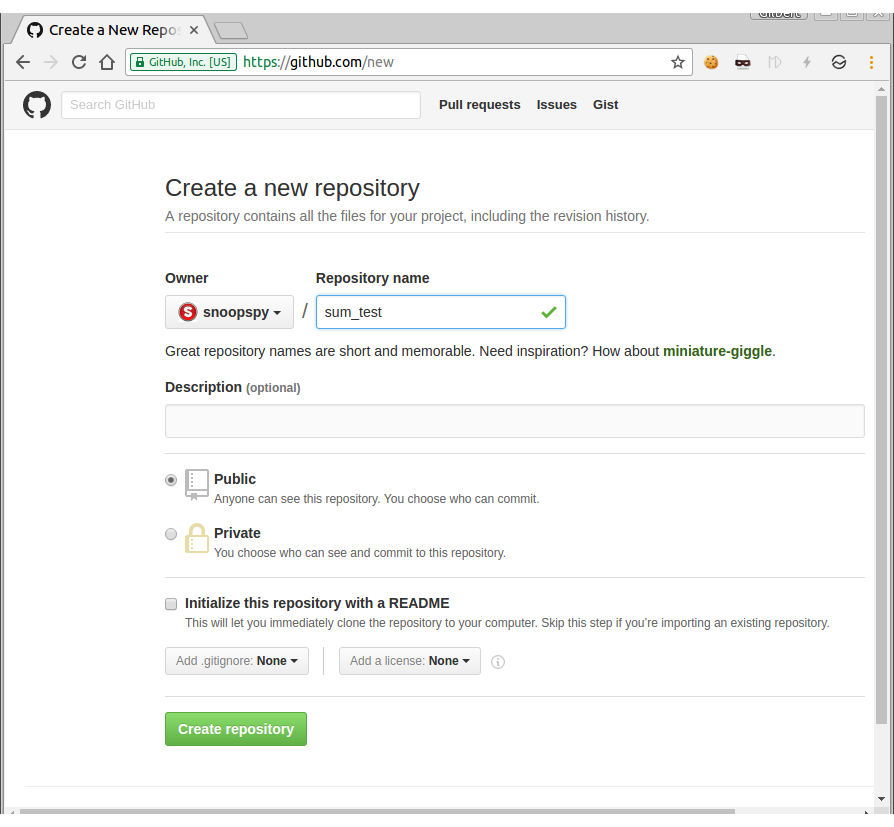 Gilbert
Create a New Repos
GitHub, Inc. [US] https://github.com/new
Search GitHub
Pull requests Issues Gist
Create a new repository
A repository contains all the files for your project, including the revision history.
Owner Repository name
S snoopspy / sum_test
Great repository names are short and memorable. Need inspiration? How about miniature-giggle.
Description (optional)
Public
Anyone can see this repository. You choose who can commit.
Private
You choose who can see and commit to this repository.
Initialize this repository with a README
This will let you immediately clone the repository to your computer. Skip this step if you’re importing an existing repository.
Add .gitignore: None Add a license: None
Create repository